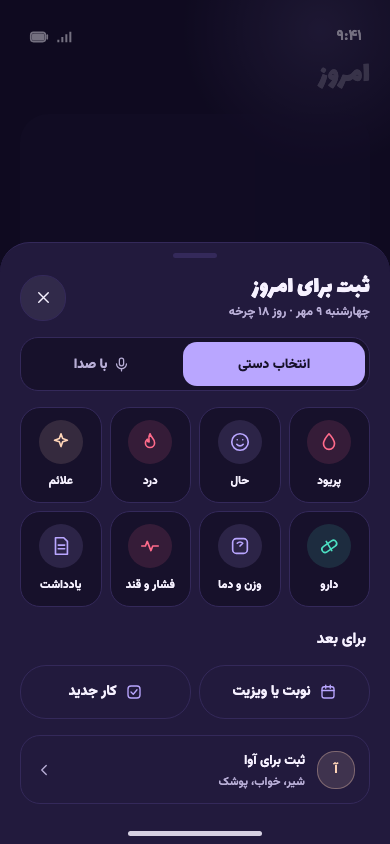 ۹:۴۱
امروز
ثبت برای امروز
چهارشنبه ۹ مهر · روز ۱۸ چرخه
انتخاب دستی
با صدا
پریود
حال
درد
علائم
دارو
وزن و دما
فشار و قند
یادداشت
برای بعد
نوبت یا ویزیت
کار جدید
آ
ثبت برای آوا
شیر، خواب، پوشک